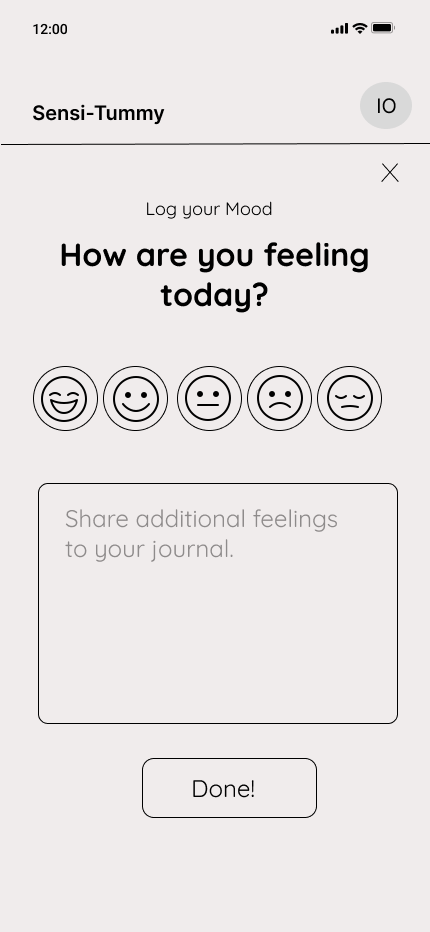 12:00
Sensi-Tummy
IO
Log your Mood
How are you feeling
today?
Share additional feelings
to your journal.
Done!